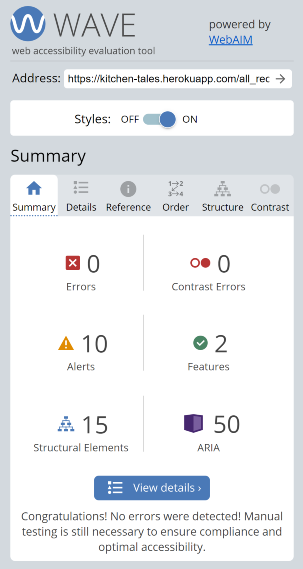 WAVE
web accessibility evaluation tool
powered by
WebAIM
Address: https://kitchen-tales.herokuapp.com/all_rec
Styles: OFF ON
Summary
Summary Details Reference Order Structure Contrast
0 0
Errors Contrast Errors
10 2
Alerts Features
15 50
Structural Elements ARIA
View details ›
Congratulations! No errors were detected! Manual
testing is still necessary to ensure compliance and
optimal accessibility.